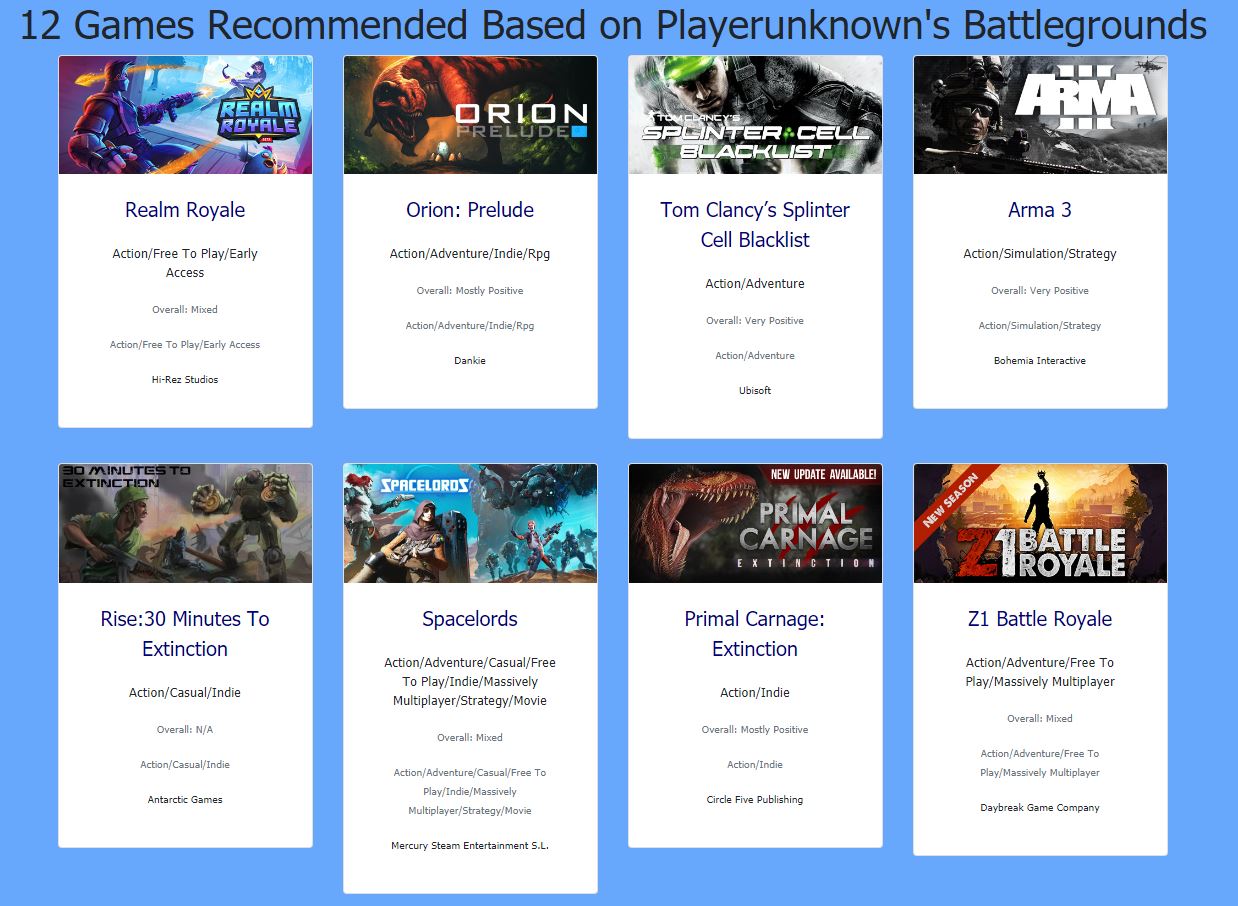 12 Games Recommended Based on Playerunknown's Battlegrounds
REALM
ROYALE
Realm Royale
Action/Free To Play/Early
Access
Overall: Mixed
Action/Free To Play/Early Access
Hi-Rez Studios
ORION
PRELUDE
Orion: Prelude
Action/Adventure/Indie/Rpg
Overall: Mostly Positive
Action/Adventure/Indie/Rpg
Dankie
TOM CLANCY'S
SPLINTER CELL
BLACKLIST
Tom Clancy’s Splinter
Cell Blacklist
Action/Adventure
Overall: Very Positive
Action/Adventure
Ubisoft
ARMA
III
Arma 3
Action/Simulation/Strategy
Overall: Very Positive
Action/Simulation/Strategy
Bohemia Interactive
30 MINUTES TO
EXTINCTION
Rise:30 Minutes To
Extinction
Action/Casual/Indie
Overall: N/A
Action/Casual/Indie
Antarctic Games
SPACELORDS
Spacelords
Action/Adventure/Casual/Free
To Play/Indie/Massively
Multiplayer/Strategy/Movie
Overall: Mixed
Action/Adventure/Casual/Free To
Play/Indie/Massively
Multiplayer/Strategy/Movie
Mercury Steam Entertainment S.L.
NEW UPDATE AVAILABLE!
PRIMAL
CARNAGE
EXTINCTION
Primal Carnage:
Extinction
Action/Indie
Overall: Mostly Positive
Action/Indie
Circle Five Publishing
NEW SEASON
Z1 BATTLE
ROYALE
Z1 Battle Royale
Action/Adventure/Free To
Play/Massively Multiplayer
Overall: Mixed
Action/Adventure/Free To
Play/Massively Multiplayer
Daybreak Game Company